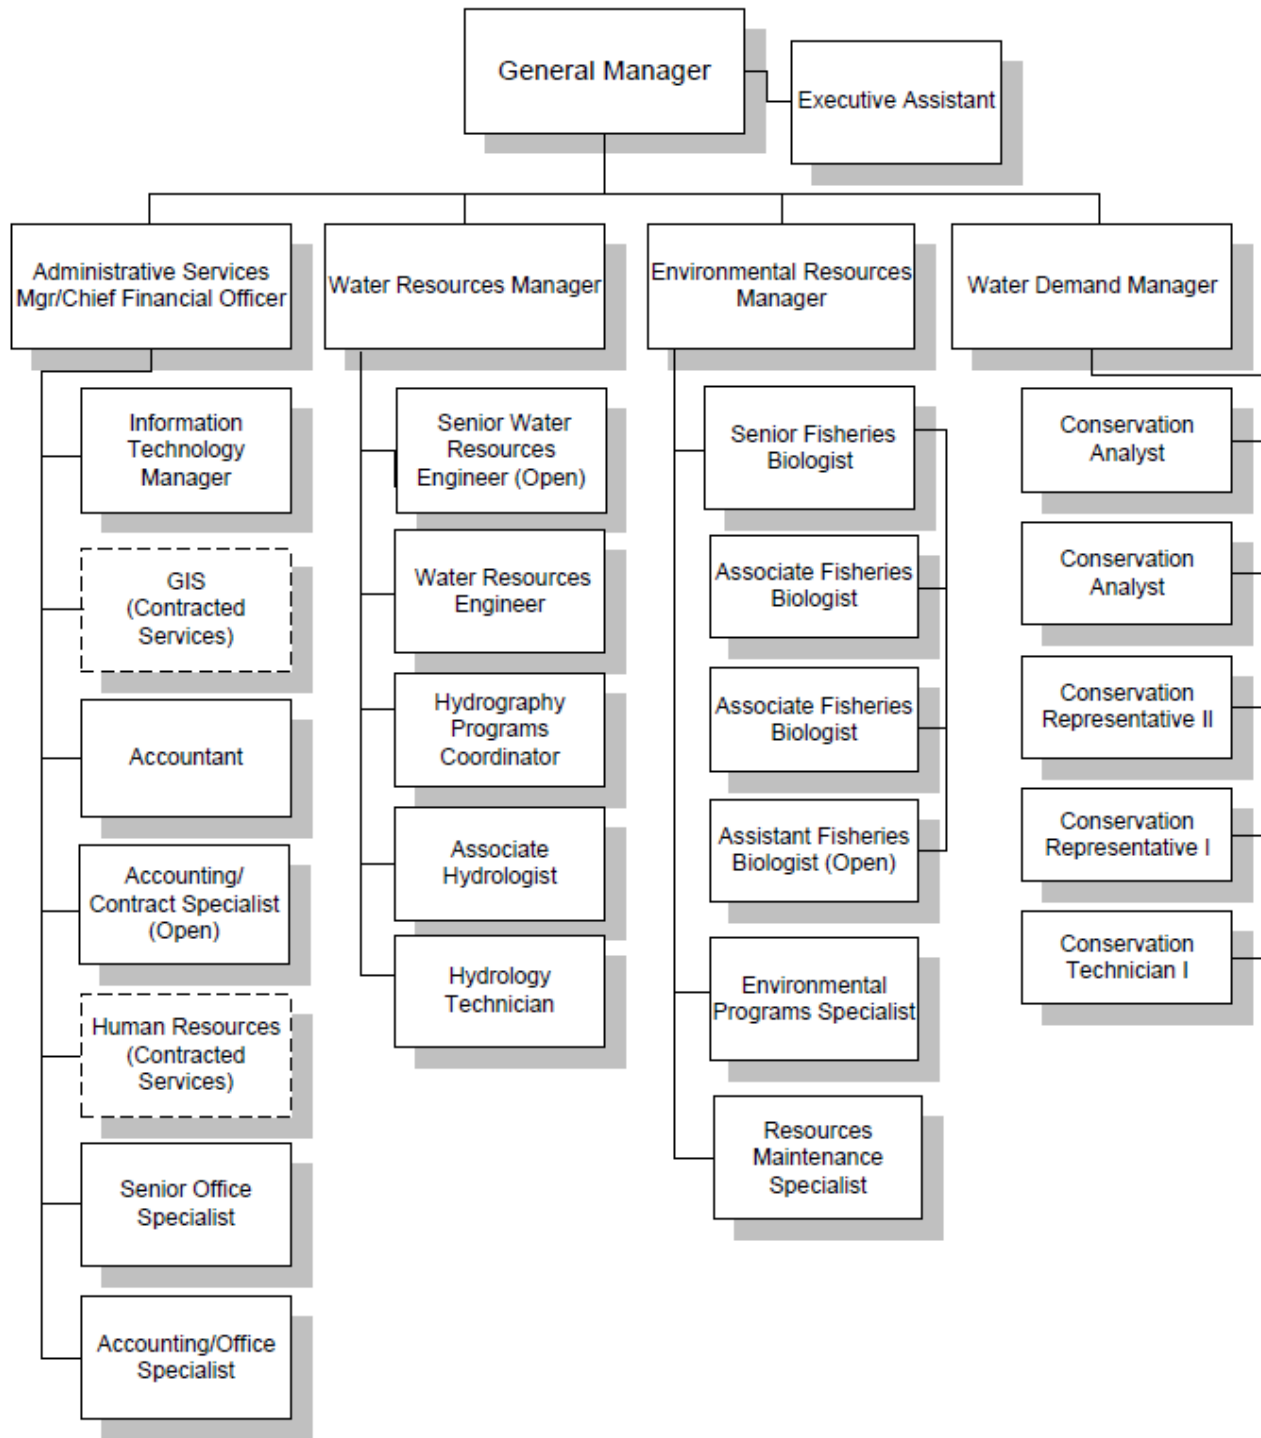 General Manager
Executive Assistant
Administrative Services
Mgr/Chief Financial Officer
Water Resources Manager
Environmental Resources
Manager
Water Demand Manager
Information
Technology
Manager
GIS
(Contracted
Services)
Accountant
Accounting/
Contract Specialist
(Open)
Human Resources
(Contracted
Services)
Senior Office
Specialist
Accounting/Office
Specialist
Senior Water
Resources
Engineer (Open)
Water Resources
Engineer
Hydrography
Programs
Coordinator
Associate
Hydrologist
Hydrology
Technician
Senior Fisheries
Biologist
Associate Fisheries
Biologist
Associate Fisheries
Biologist
Assistant Fisheries
Biologist (Open)
Environmental
Programs Specialist
Resources
Maintenance
Specialist
Conservation
Analyst
Conservation
Analyst
Conservation
Representative II
Conservation
Representative I
Conservation
Technician I